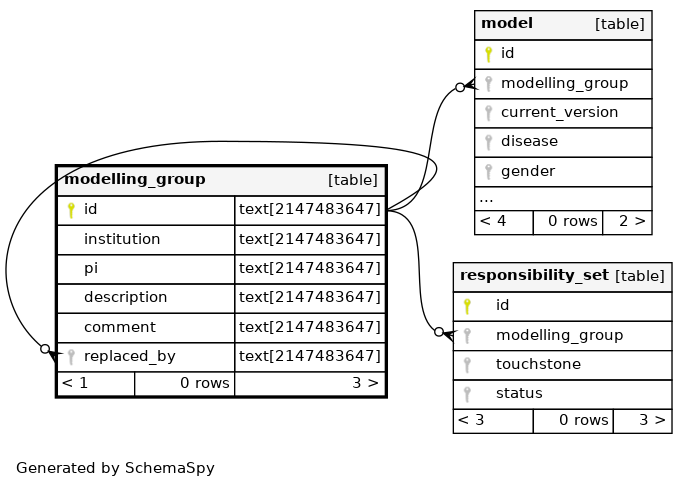 model [table]
id
modelling_group
current_version
disease
gender
...
< 4 0 rows 2 >
modelling_group [table]
id text[2147483647]
institution text[2147483647]
pi text[2147483647]
description text[2147483647]
comment text[2147483647]
replaced_by text[2147483647]
< 1 0 rows 3 >
responsibility_set [table]
id
modelling_group
touchstone
status
< 3 0 rows 3 >
Generated by SchemaSpy